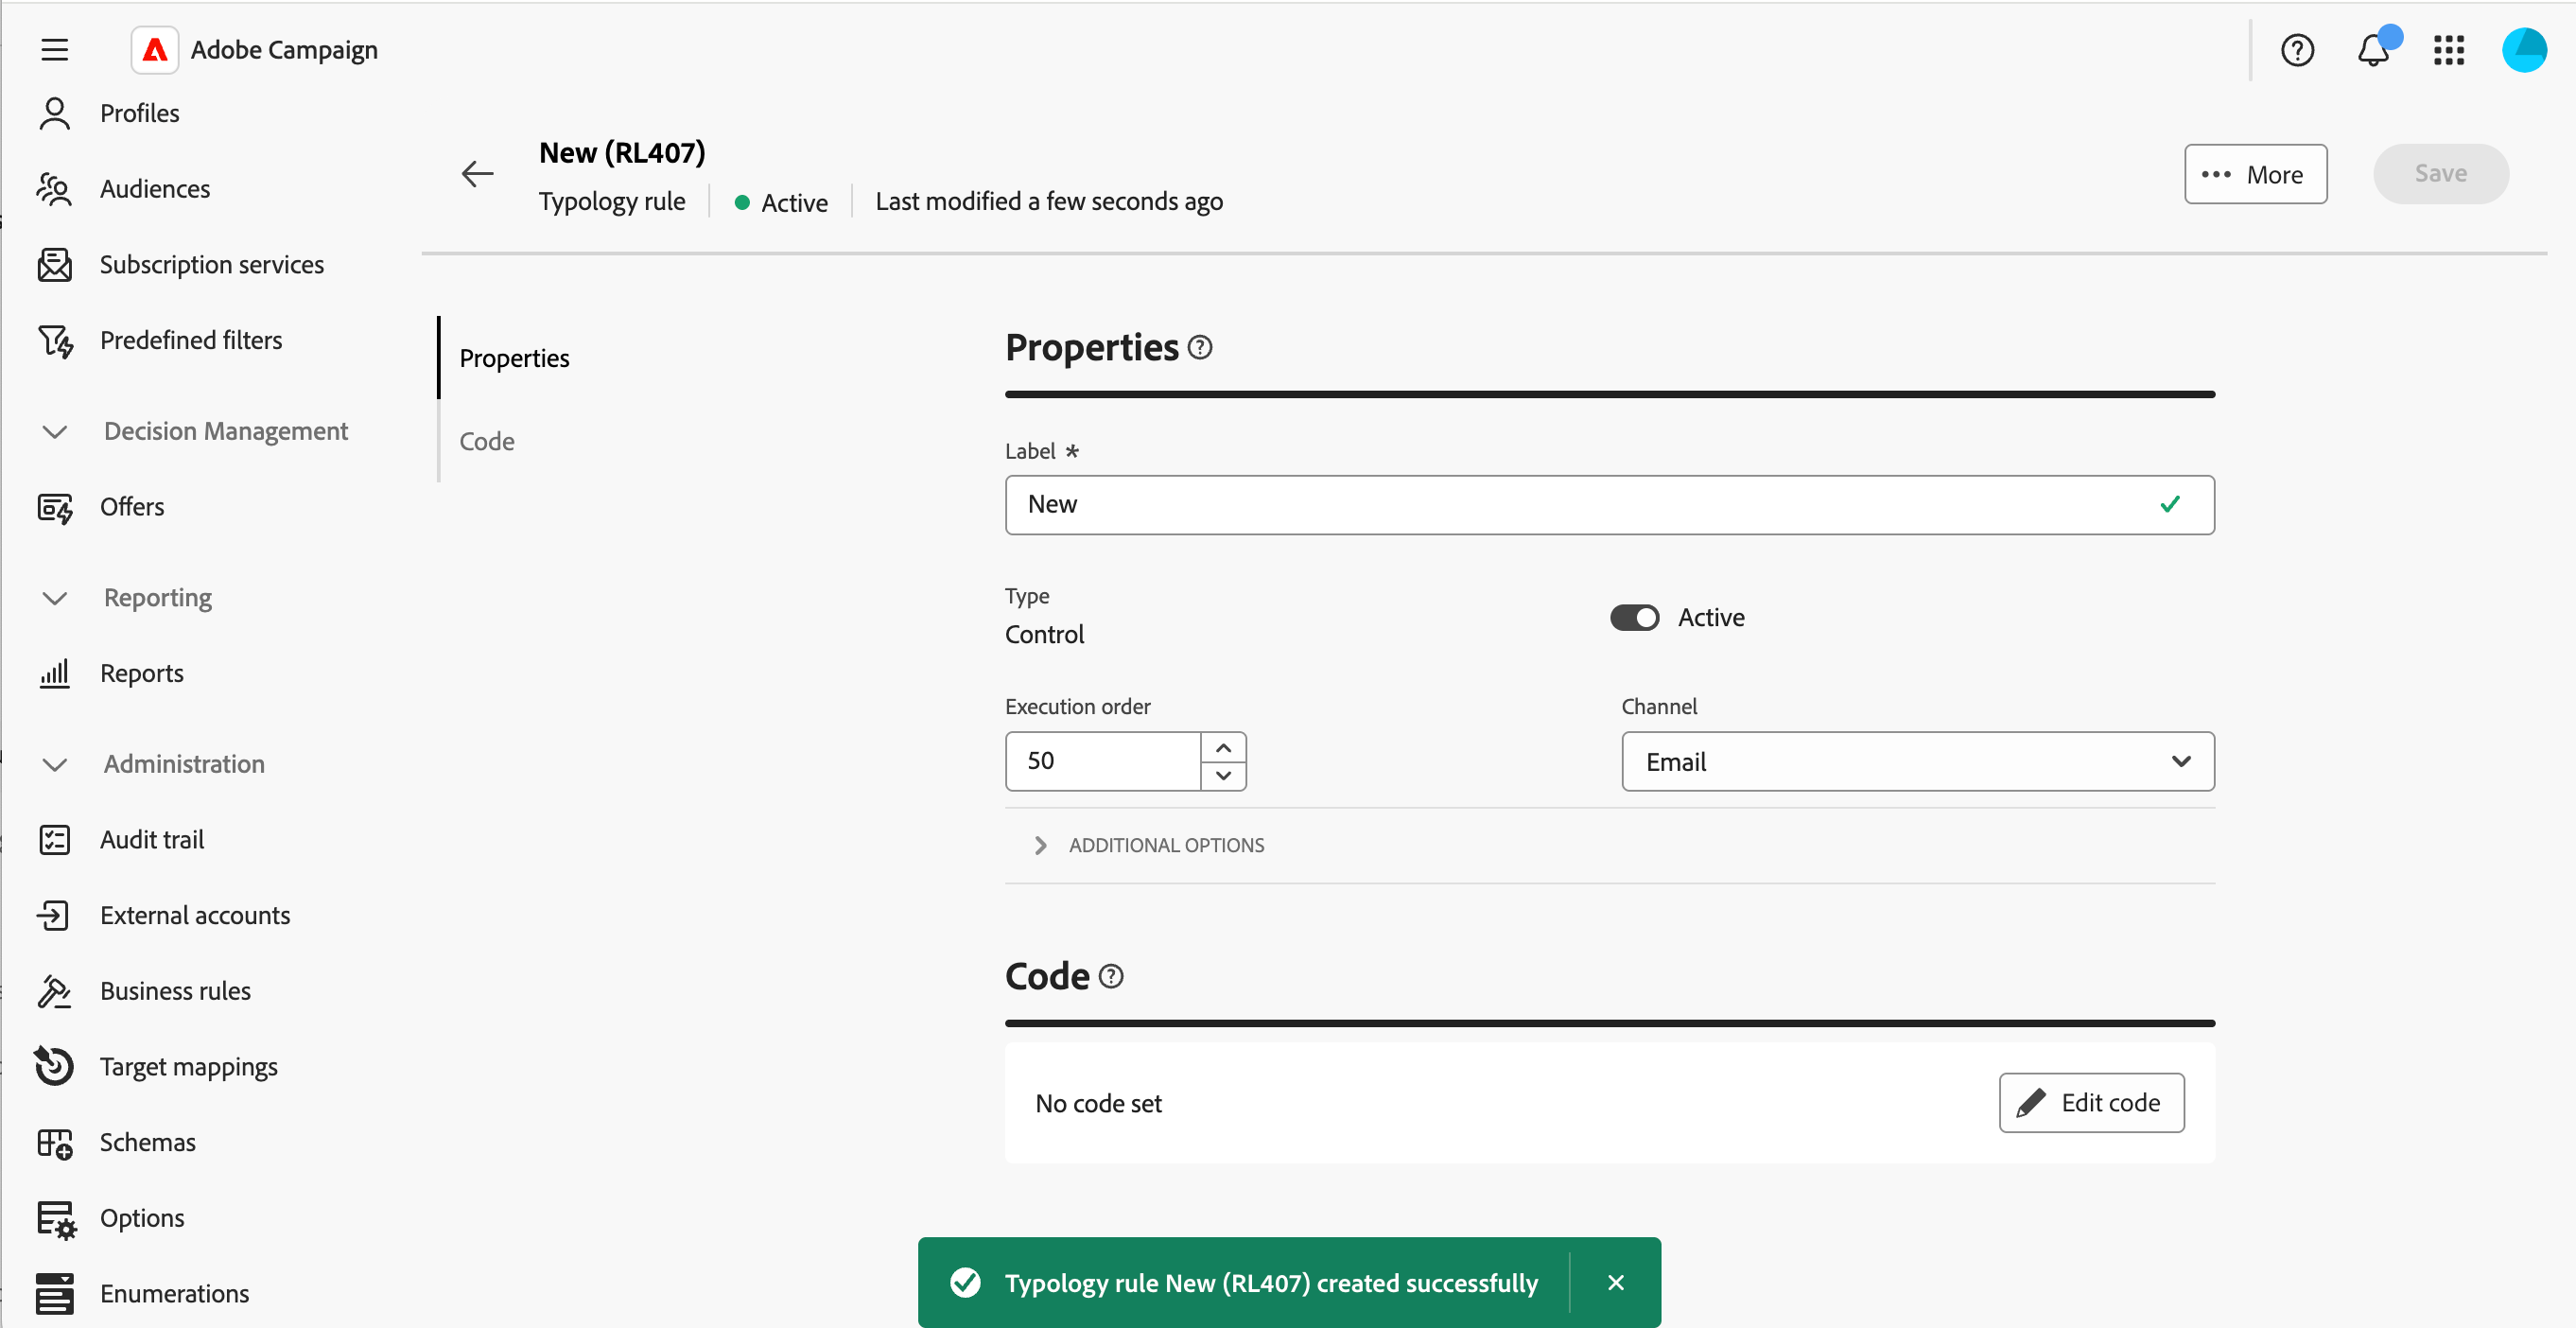 Adobe Campaign
Profiles
Audiences
Subscription services
Predefined filters
Decision Management
Offers
Reporting
Reports
Administration
Audit trail
External accounts
Business rules
Target mappings
Schemas
Options
Enumerations
New (RL407)
Typology rule
Active
Last modified a few seconds ago
More
Save
Properties
Code
Properties
Label *
New
Type
Control
Active
Execution order
50
Channel
Email
ADDITIONAL OPTIONS
Code
No code set
Edit code
Typology rule New (RL407) created successfully